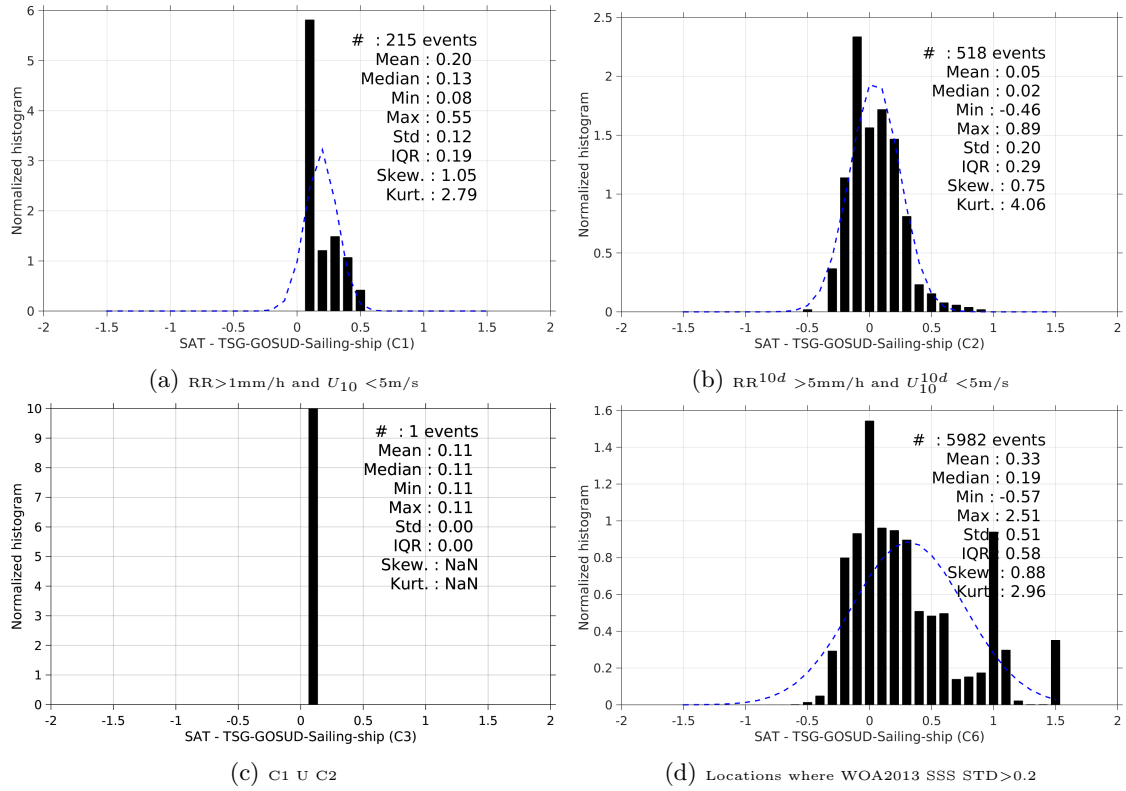 6
5
4
3
2
1
0
Normalized histogram
# : 215 events
Mean : 0.20
Median : 0.13
Min : 0.08
Max : 0.55
Std : 0.12
IQR : 0.19
Skew. : 1.05
Kurt. : 2.79
-2 -1.5 -1 -0.5 0 0.5 1 1.5 2
SAT - TSG-GOSUD-Sailing-ship (C1)
(a) RR>1mm/h and U10 <5m/s
2.5
2
1.5
1
0.5
0
Normalized histogram
# : 518 events
Mean : 0.05
Median : 0.02
Min : -0.46
Max : 0.89
Std : 0.20
IQR : 0.29
Skew. : 0.75
Kurt. : 4.06
-2 -1.5 -1 -0.5 0 0.5 1 1.5 2
SAT - TSG-GOSUD-Sailing-ship (C2)
(b) RR10d >5mm/h and U10d10 <5m/s
10
9
8
7
6
5
4
3
2
1
0
Normalized histogram
# : 1 events
Mean : 0.11
Median : 0.11
Min : 0.11
Max : 0.11
Std : 0.00
IQR : 0.00
Skew. : NaN
Kurt. : NaN
-2 -1.5 -1 -0.5 0 0.5 1 1.5 2
SAT - TSG-GOSUD-Sailing-ship (C3)
(c) C1 U C2
1.6
1.4
1.2
1
0.8
0.6
0.4
0.2
0
Normalized histogram
# : 5982 events
Mean : 0.33
Median : 0.19
Min : -0.57
Max : 2.51
Std : 0.51
IQR : 0.58
Skew. : 0.88
Kurt. : 2.96
-2 -1.5 -1 -0.5 0 0.5 1 1.5 2
SAT - TSG-GOSUD-Sailing-ship (C6)
(d) Locations where WOA2013 SSS STD>0.2